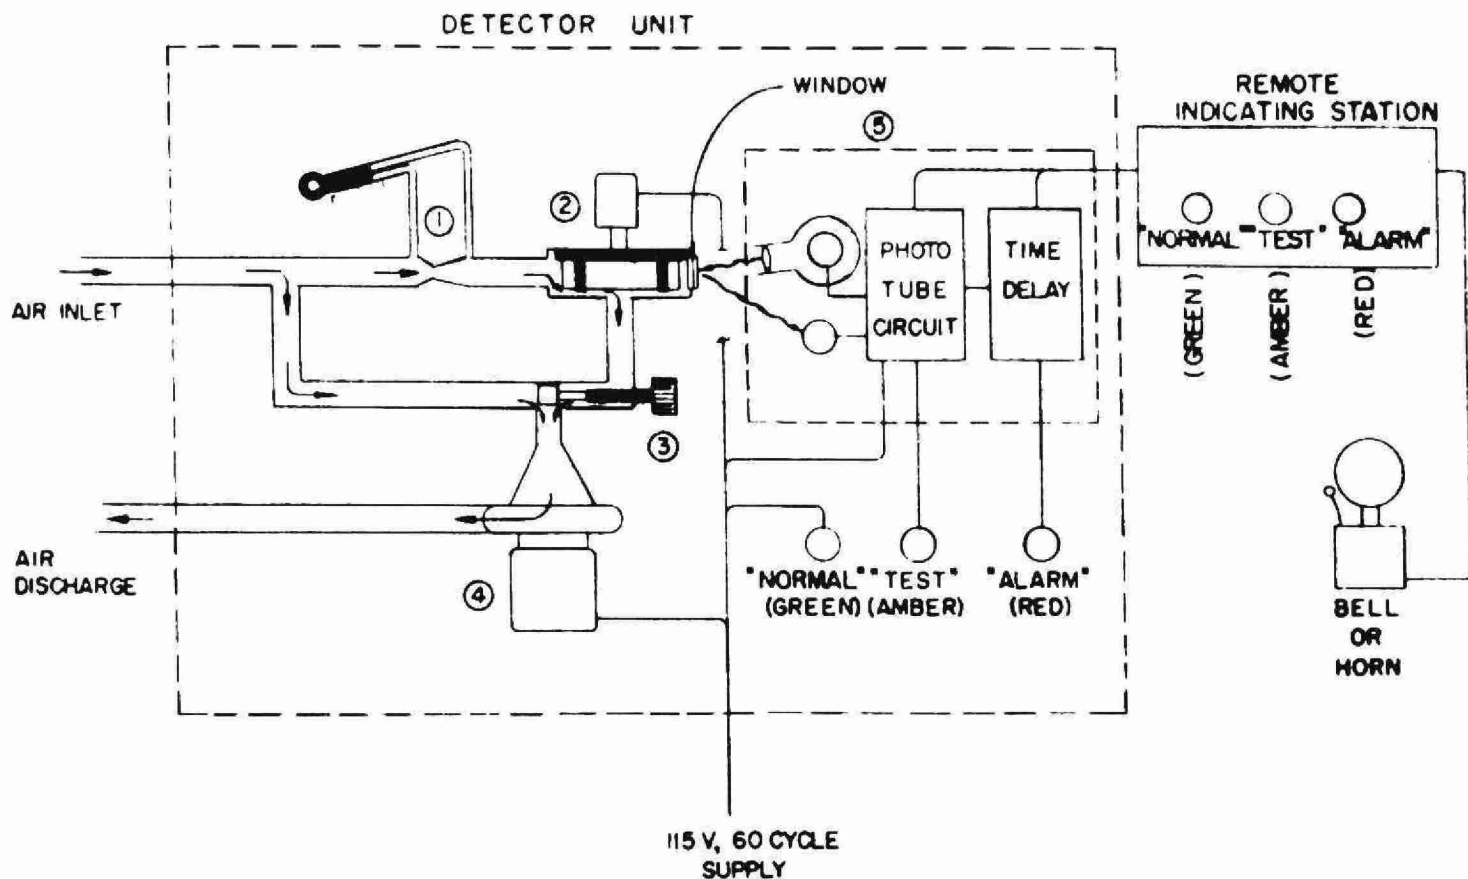 DETECTOR UNIT
WINDOW
REMOTE
INDICATING STATION
⑤
②
①
"NORMAL" "TEST" "ALARM"
(GREEN) (AMBER) (RED)
PHOTO
TUBE
CIRCUIT
TIME
DELAY
AIR INLET
③
④
AIR
DISCHARGE
"NORMAL" "TEST" "ALARM"
(GREEN) (AMBER) (RED)
BELL
OR
HORN
115 V, 60 CYCLE
SUPPLY